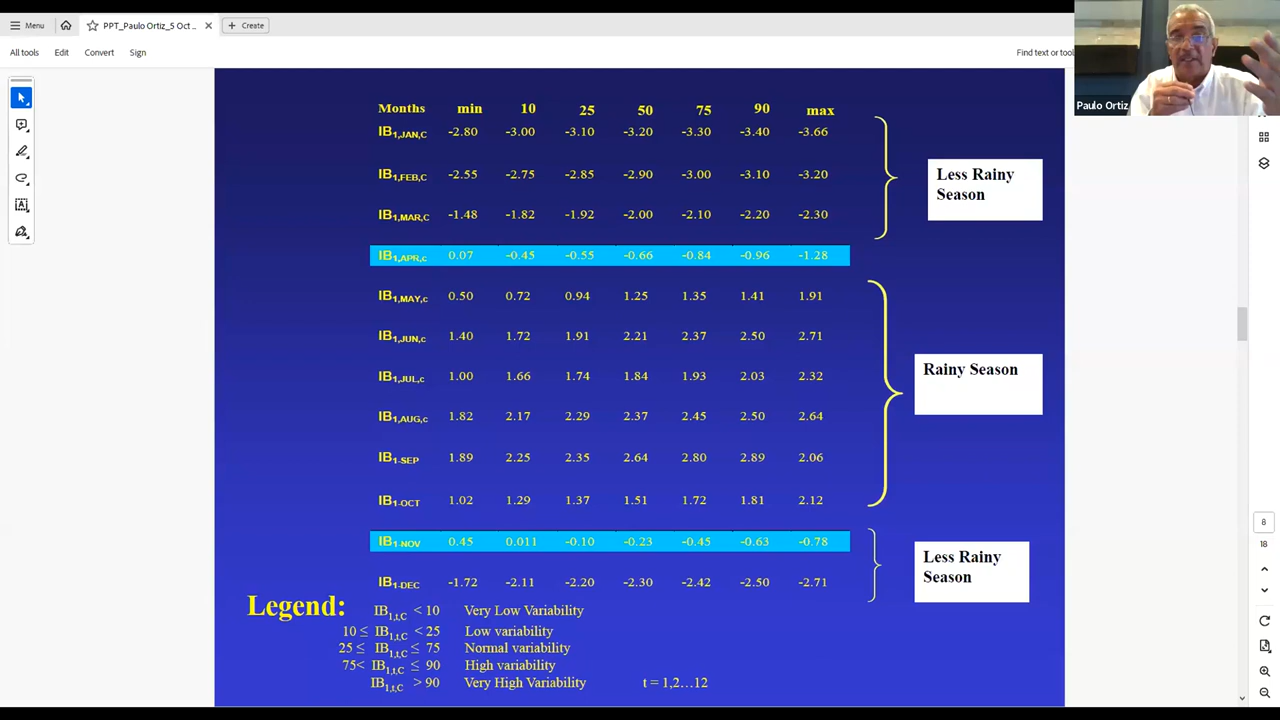 Menu
PPT_Paulo Ortiz_5 Oct ...
Create
All tools Edit Convert Sign
Find text or tool
Paulo Ortiz
Months min 10 25 50 75 90 max
IB1,JAN,C -2.80 -3.00 -3.10 -3.20 -3.30 -3.40 -3.66
IB1,FEB,C -2.55 -2.75 -2.85 -2.90 -3.00 -3.10 -3.20
IB1,MAR,C -1.48 -1.82 -1.92 -2.00 -2.10 -2.20 -2.30
Less Rainy
Season
IB1,APR,c 0.07 -0.45 -0.55 -0.66 -0.84 -0.96 -1.28
IB1,MAY,c 0.50 0.72 0.94 1.25 1.35 1.41 1.91
IB1,JUN,c 1.40 1.72 1.91 2.21 2.37 2.50 2.71
IB1,JUL,c 1.00 1.66 1.74 1.84 1.93 2.03 2.32
IB1,AUG,c 1.82 2.17 2.29 2.37 2.45 2.50 2.64
IB1-SEP 1.89 2.25 2.35 2.64 2.80 2.89 2.06
IB1-OCT 1.02 1.29 1.37 1.51 1.72 1.81 2.12
Rainy Season
IB1-NOV 0.45 0.011 -0.10 -0.23 -0.45 -0.63 -0.78
IB1-DEC -1.72 -2.11 -2.20 -2.30 -2.42 -2.50 -2.71
Less Rainy
Season
Legend:
IB1,t,C < 10 Very Low Variability
10 ≤ IB1,t,C < 25 Low variability
25 ≤ IB1,t,C ≤ 75 Normal variability
75< IB1,t,C ≤ 90 High variability
IB1,t,C > 90 Very High Variability t = 1,2…12
8
18